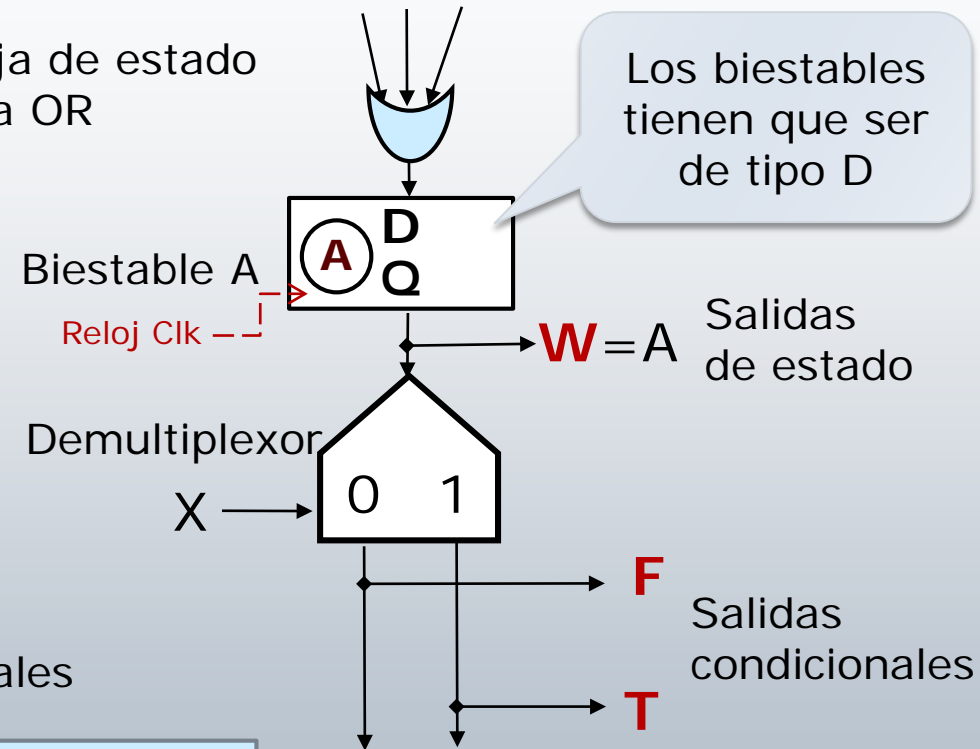 ja de estado
a OR
Los biestables
tienen que ser
de tipo D
D
A
Q
Biestable A
Reloj Clk
W=A
Salidas
de estado
Demultiplexor
X
0 1
F
Salidas
condicionales
ales
T